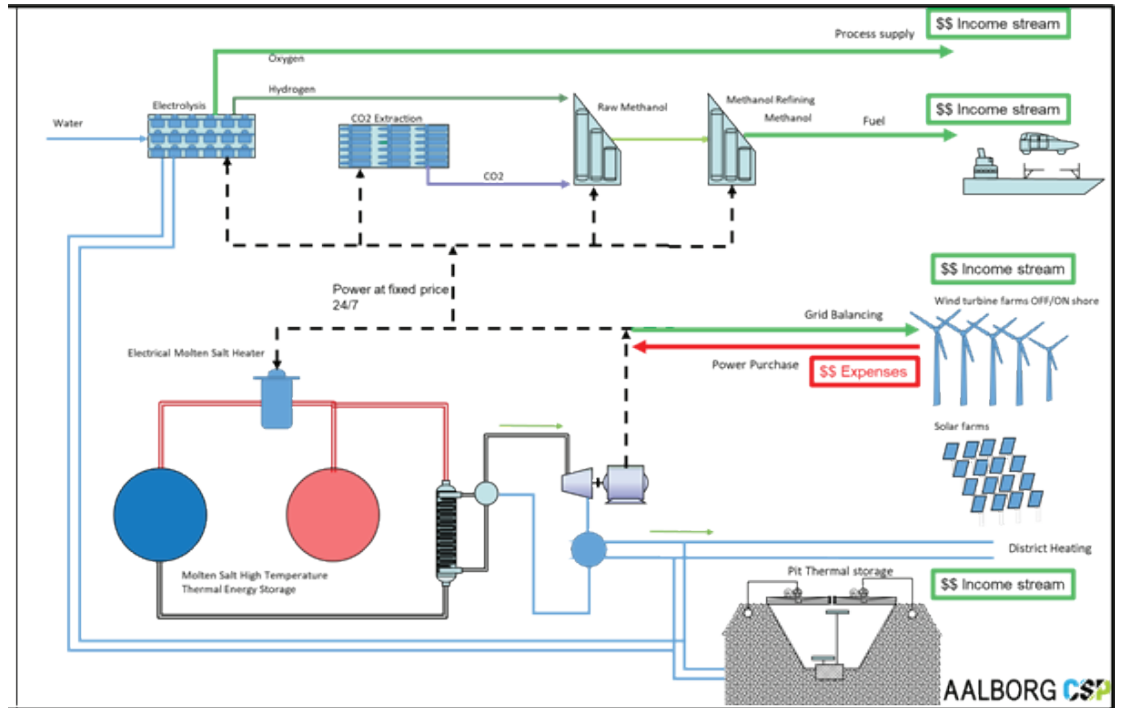 $$ Income stream
Process supply
Oxygen
Hydrogen
Electrolysis
Raw Methanol
Methanol Refining
Methanol
Fuel
$$ Income stream
Water
CO2 Extraction
CO2
$$ Income stream
Power at fixed price
24/7
Wind turbine farms OFF/ON shore
Grid Balancing
Electrical Molten Salt Heater
Power Purchase
$$ Expenses
Solar farms
District Heating
Molten Salt High Temperature
Thermal Energy Storage
Pit Thermal storage
$$ Income stream
AALBORG CSP